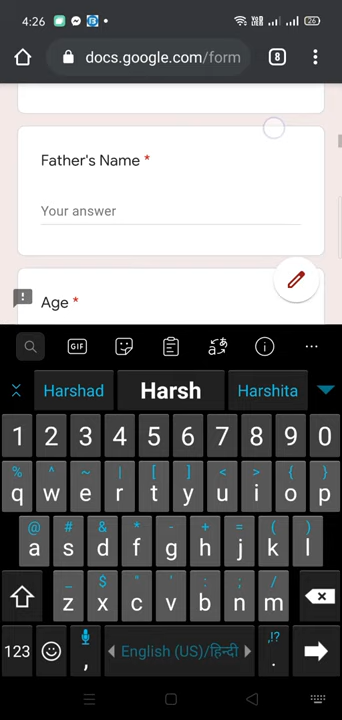 4:26
26
docs.google.com/form
8
Father's Name *
Your answer
Age *
GIF
Harshad Harsh Harshita
1 2 3 4 5 6 7 8 9 0
% ^ ~ | [ ] < > { }
q w e r t y u i o p
@ # & * - + = ( )
a s d f g h j k l
_ $ " ' : ; /
z x c v b n m
,!?
123 , English (US)/हिन्दी .